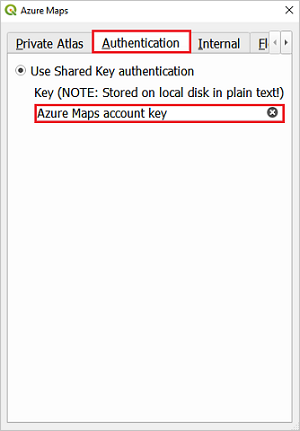 Azure Maps
Private Atlas Authentication Internal
Use Shared Key authentication
Key (NOTE: Stored on local disk in plain text!)
Azure Maps account key